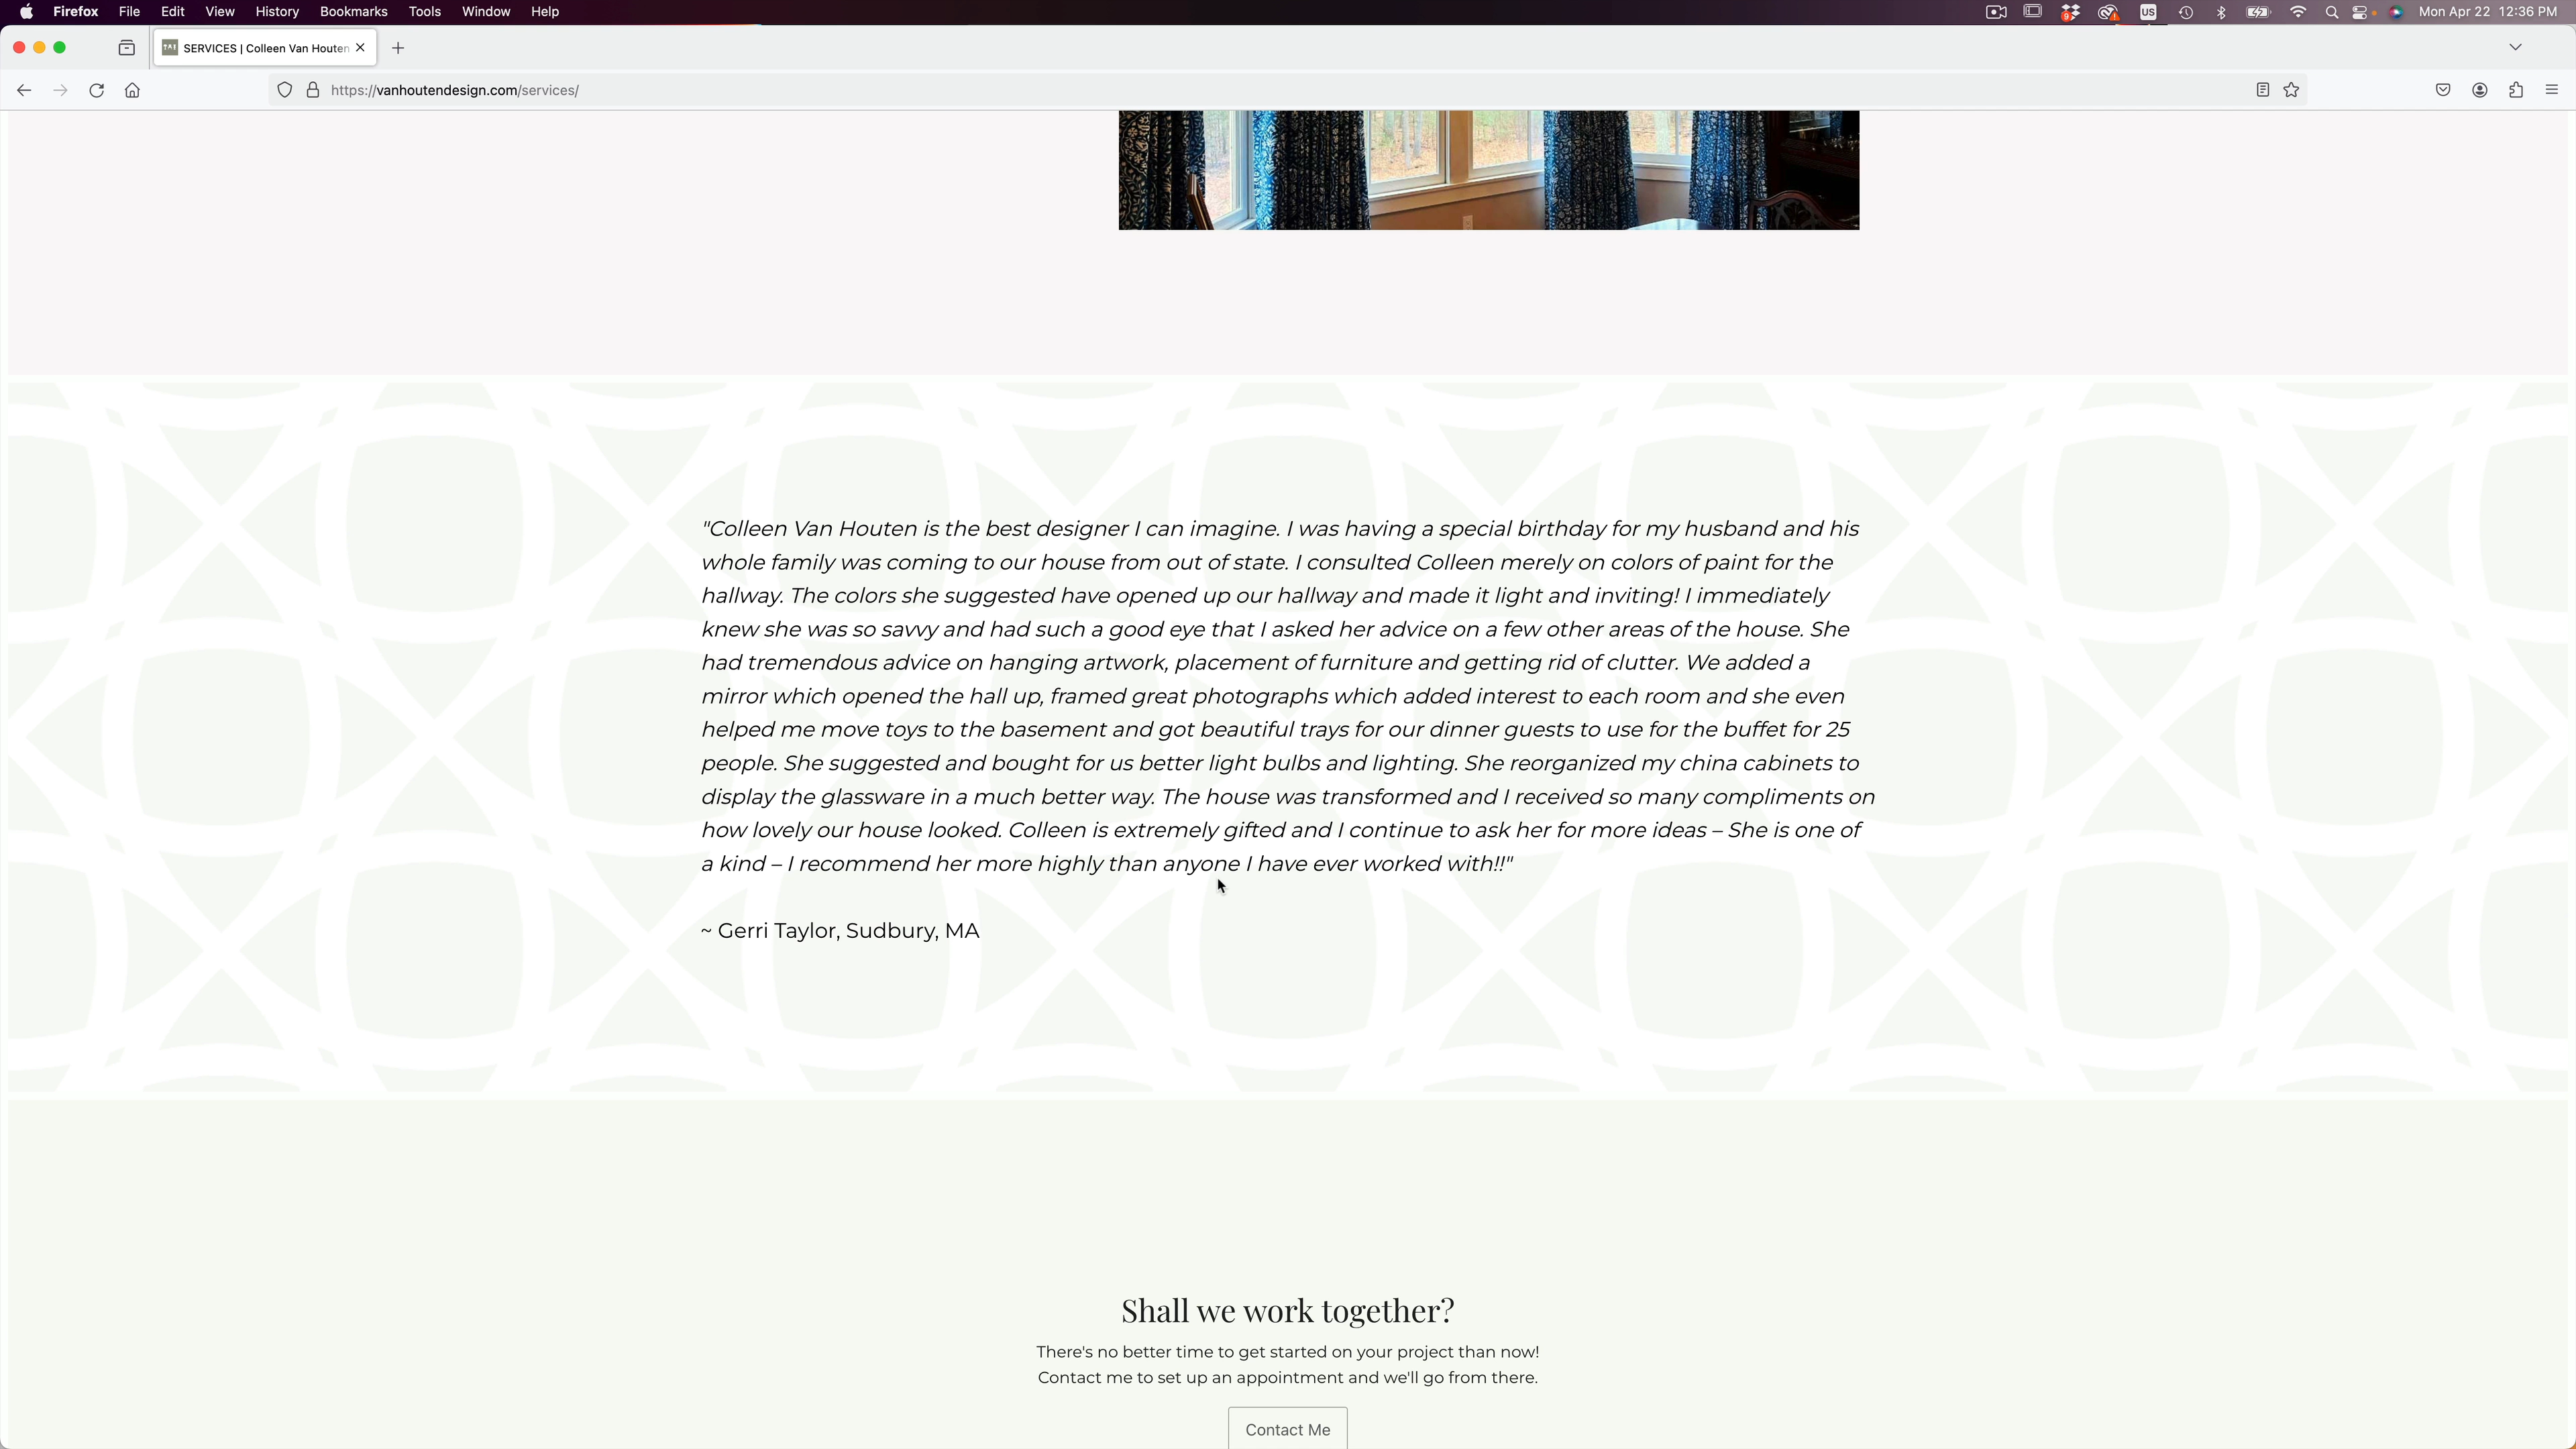 Firefox File Edit View History Bookmarks Tools Window Help 9 US Mon Apr 22 12:36 PM
SERVICES | Colleen Van Houten
https://vanhoutendesign.com/services/
"Colleen Van Houten is the best designer I can imagine. I was having a special birthday for my husband and his
whole family was coming to our house from out of state. I consulted Colleen merely on colors of paint for the
hallway. The colors she suggested have opened up our hallway and made it light and inviting! I immediately
knew she was so savvy and had such a good eye that I asked her advice on a few other areas of the house. She
had tremendous advice on hanging artwork, placement of furniture and getting rid of clutter. We added a
mirror which opened the hall up, framed great photographs which added interest to each room and she even
helped me move toys to the basement and got beautiful trays for our dinner guests to use for the buffet for 25
people. She suggested and bought for us better light bulbs and lighting. She reorganized my china cabinets to
display the glassware in a much better way. The house was transformed and I received so many compliments on
how lovely our house looked. Colleen is extremely gifted and I continue to ask her for more ideas – She is one of
a kind – I recommend her more highly than anyone I have ever worked with!!"
~ Gerri Taylor, Sudbury, MA
Shall we work together?
There's no better time to get started on your project than now!
Contact me to set up an appointment and we'll go from there.
Contact Me